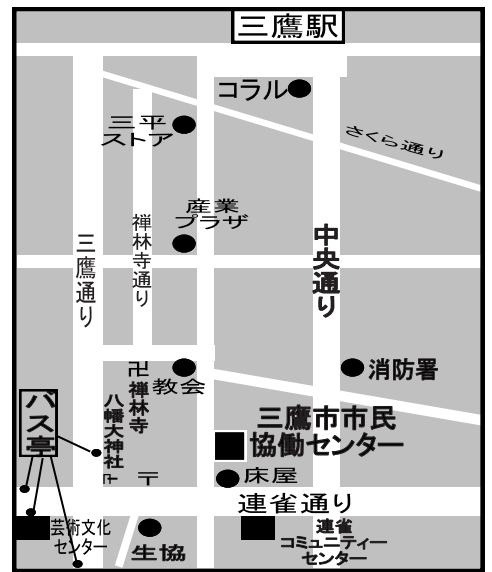 三鷹駅
コラル
三平
ストア
さくら通り
産業
プラザ
禅林寺通り
三鷹通り
中央通り
卍
禅林寺
教会
消防署
八幡大神社
バス亭
三鷹市市民
協働センター
〒
床屋
連雀通り
芸術文化
センター
生協
連雀
コミュニティー
センター